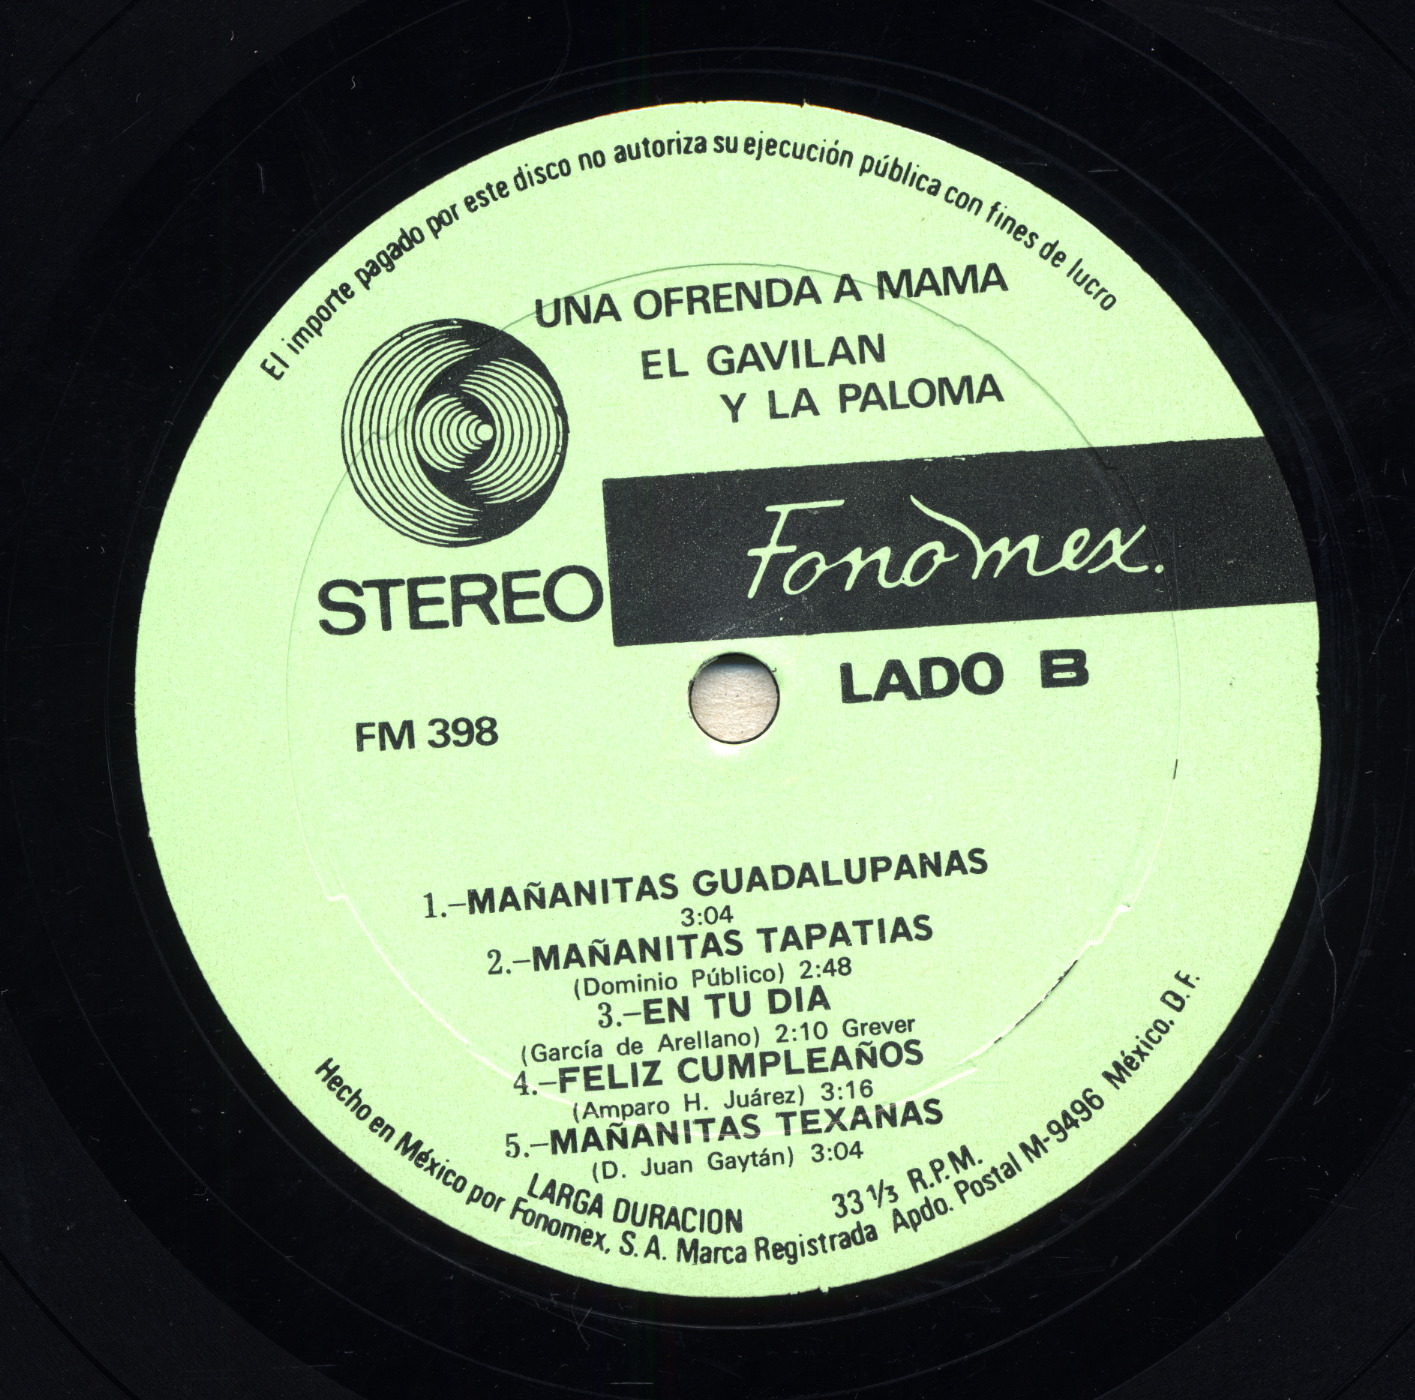 El importe pagado por este disco no autoriza su ejecución pública con fines de lucro
UNA OFRENDA A MAMA
EL GAVILAN
Y LA PALOMA
Fonomex.
STEREO
LADO B
FM 398
1.-MAÑANITAS GUADALUPANAS
3:04
2.-MAÑANITAS TAPATIAS
(Dominio Público) 2:48
3.-EN TU DIA
(García de Arellano) 2:10 Grever
4.-FELIZ CUMPLEAÑOS
(Amparo H. Juárez) 3:16
5.-MAÑANITAS TEXANAS
(D. Juan Gaytán) 3:04
LARGA DURACION
33 1/3 R.P.M.
Hecho en México por Fonomex, S.A. Marca Registrada Apdo. Postal M-9496 México, D.F.